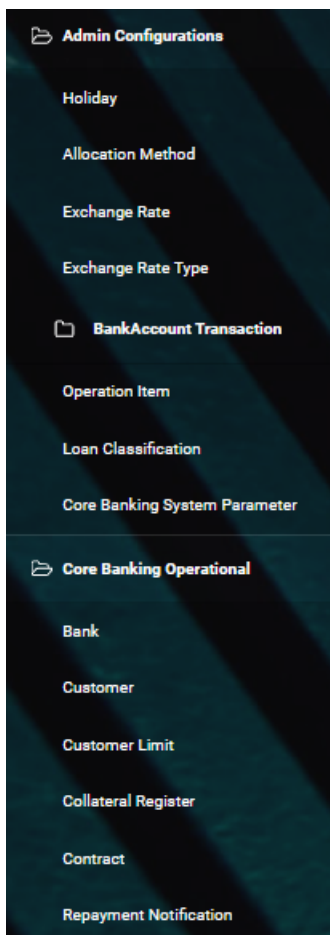 Admin Configurations
Holiday
Allocation Method
Exchange Rate
Exchange Rate Type
BankAccount Transaction
Operation Item
Loan Classification
Core Banking System Parameter
Core Banking Operational
Bank
Customer
Customer Limit
Collateral Register
Contract
Repayment Notification